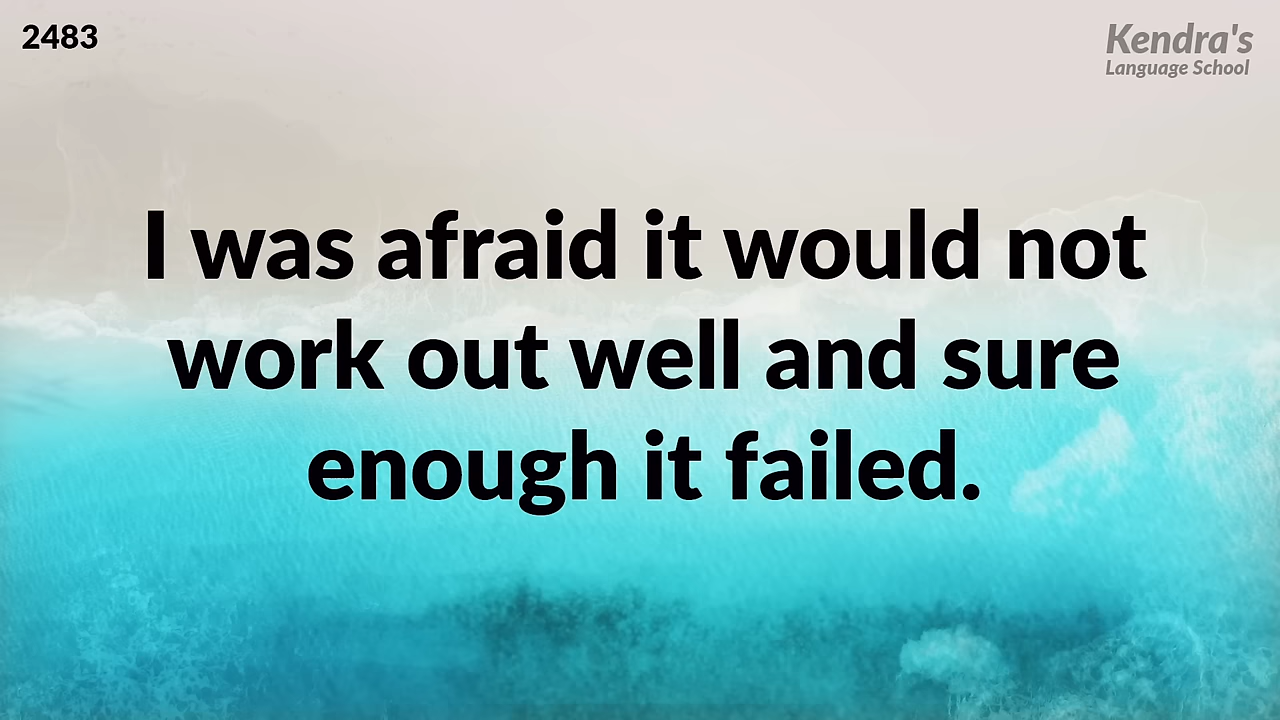 2483
Kendra's
Language School
I was afraid it would not
work out well and sure
enough it failed.